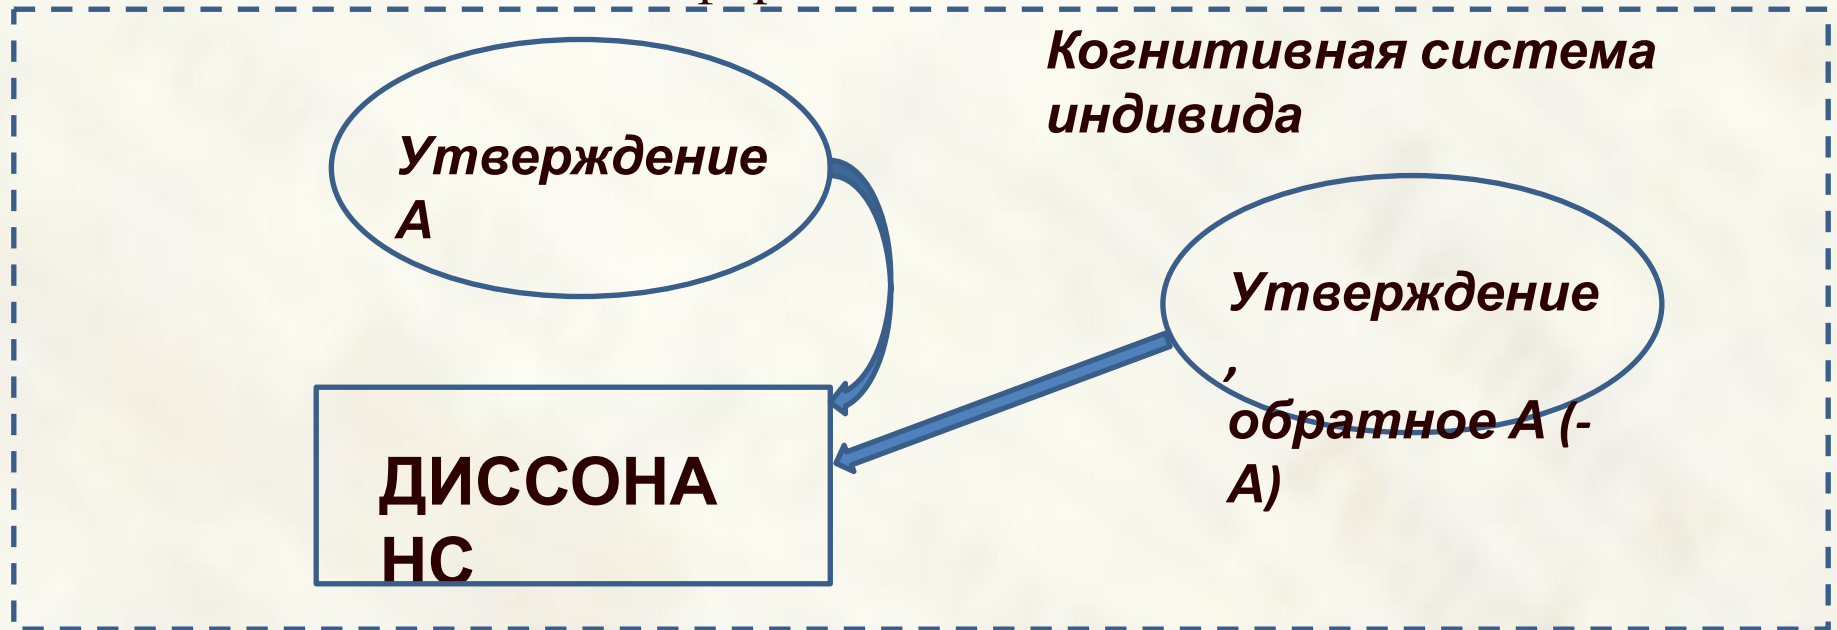 Когнитивная система
индивида
Утверждение
А
Утверждение
,
обратное А (-
А)
ДИССОНА
НС